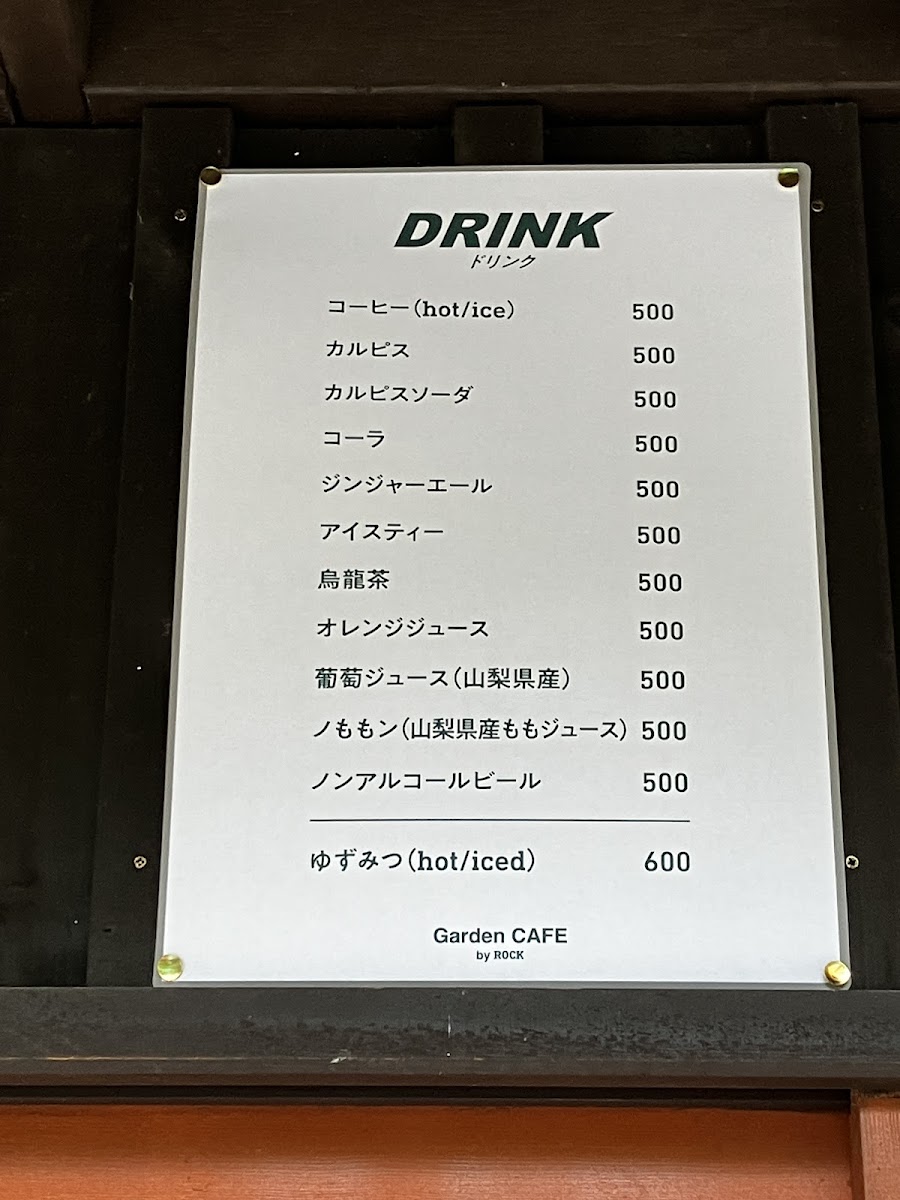 DRINK
ドリンク
コーヒー（hot/ice） 500
カルピス 500
カルピスソーダ 500
コーラ 500
ジンジャーエール 500
アイスティー 500
烏龍茶 500
オレンジジュース 500
葡萄ジュース（山梨県産） 500
ノももン（山梨県産ももジュース） 500
ノンアルコールビール 500
ゆずみつ（hot/iced） 600
Garden CAFE
by ROCK